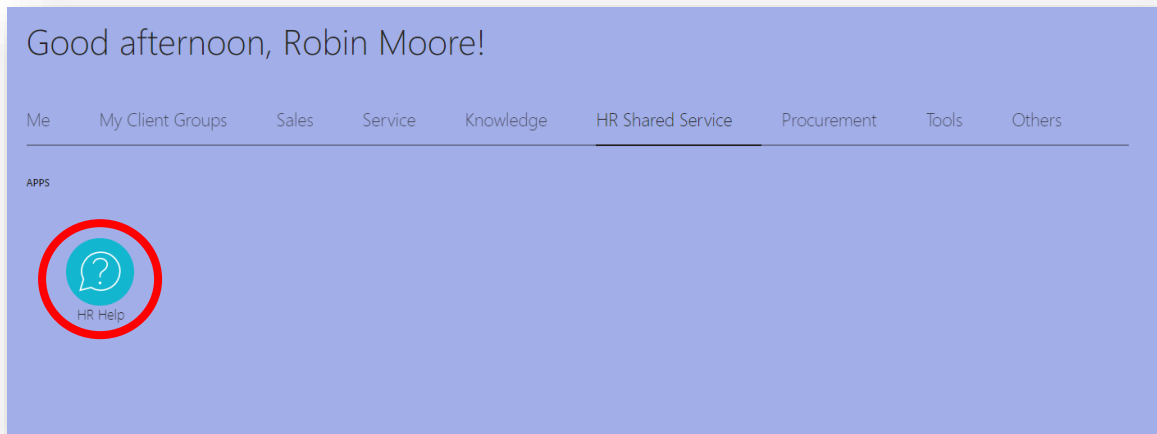 Good afternoon, Robin Moore!
Me My Client Groups Sales Service Knowledge HR Shared Service Procurement Tools Others
APPS
?
HR Help